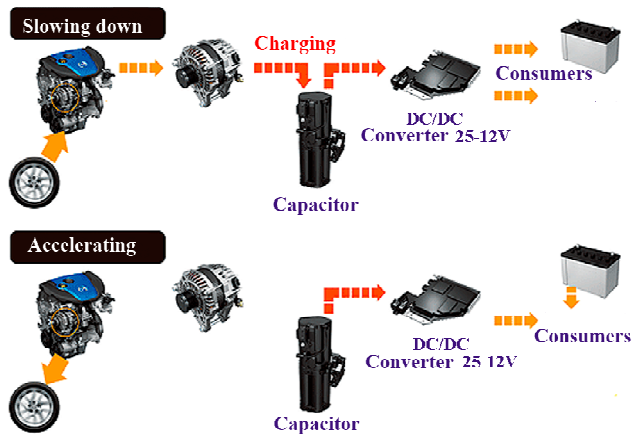 Slowing down
Charging
Consumers
DC/DC
Converter 25-12V
Capacitor
Accelerating
Consumers
DC/DC
Converter 25-12V
Capacitor